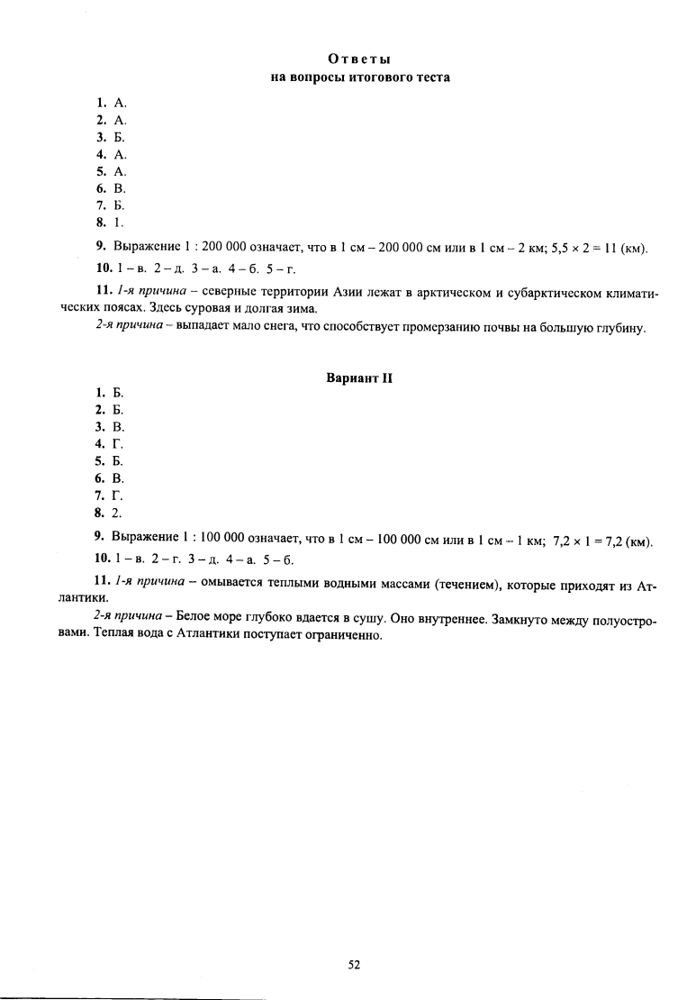 Ответы
на вопросы итогового теста
1. А.
2. А.
3. Б.
4. А.
5. А.
6. В.
7. Б.
8. 1.
9. Выражение 1 : 200 000 означает, что в 1 см – 200 000 см или в 1 см – 2 км; 5,5 × 2 = 11 (км).
10. 1 – в. 2 – д. 3 – а. 4 – б. 5 – г.
11. 1-я причина – северные территории Азии лежат в арктическом и субарктическом климати-
ческих поясах. Здесь суровая и долгая зима.
2-я причина – выпадает мало снега, что способствует промерзанию почвы на большую глубину.
Вариант II
1. Б.
2. Б.
3. В.
4. Г.
5. Б.
6. В.
7. Г.
8. 2.
9. Выражение 1 : 100 000 означает, что в 1 см – 100 000 см или в 1 см – 1 км; 7,2 × 1 = 7,2 (км).
10. 1 – в. 2 – г. 3 – д. 4 – а. 5 – б.
11. 1-я причина – омывается теплыми водными массами (течением), которые приходят из Ат-
лантики.
2-я причина – Белое море глубоко вдается в сушу. Оно внутреннее. Замкнуто между полуостро-
вами. Теплая вода с Атлантики поступает ограниченно.
52